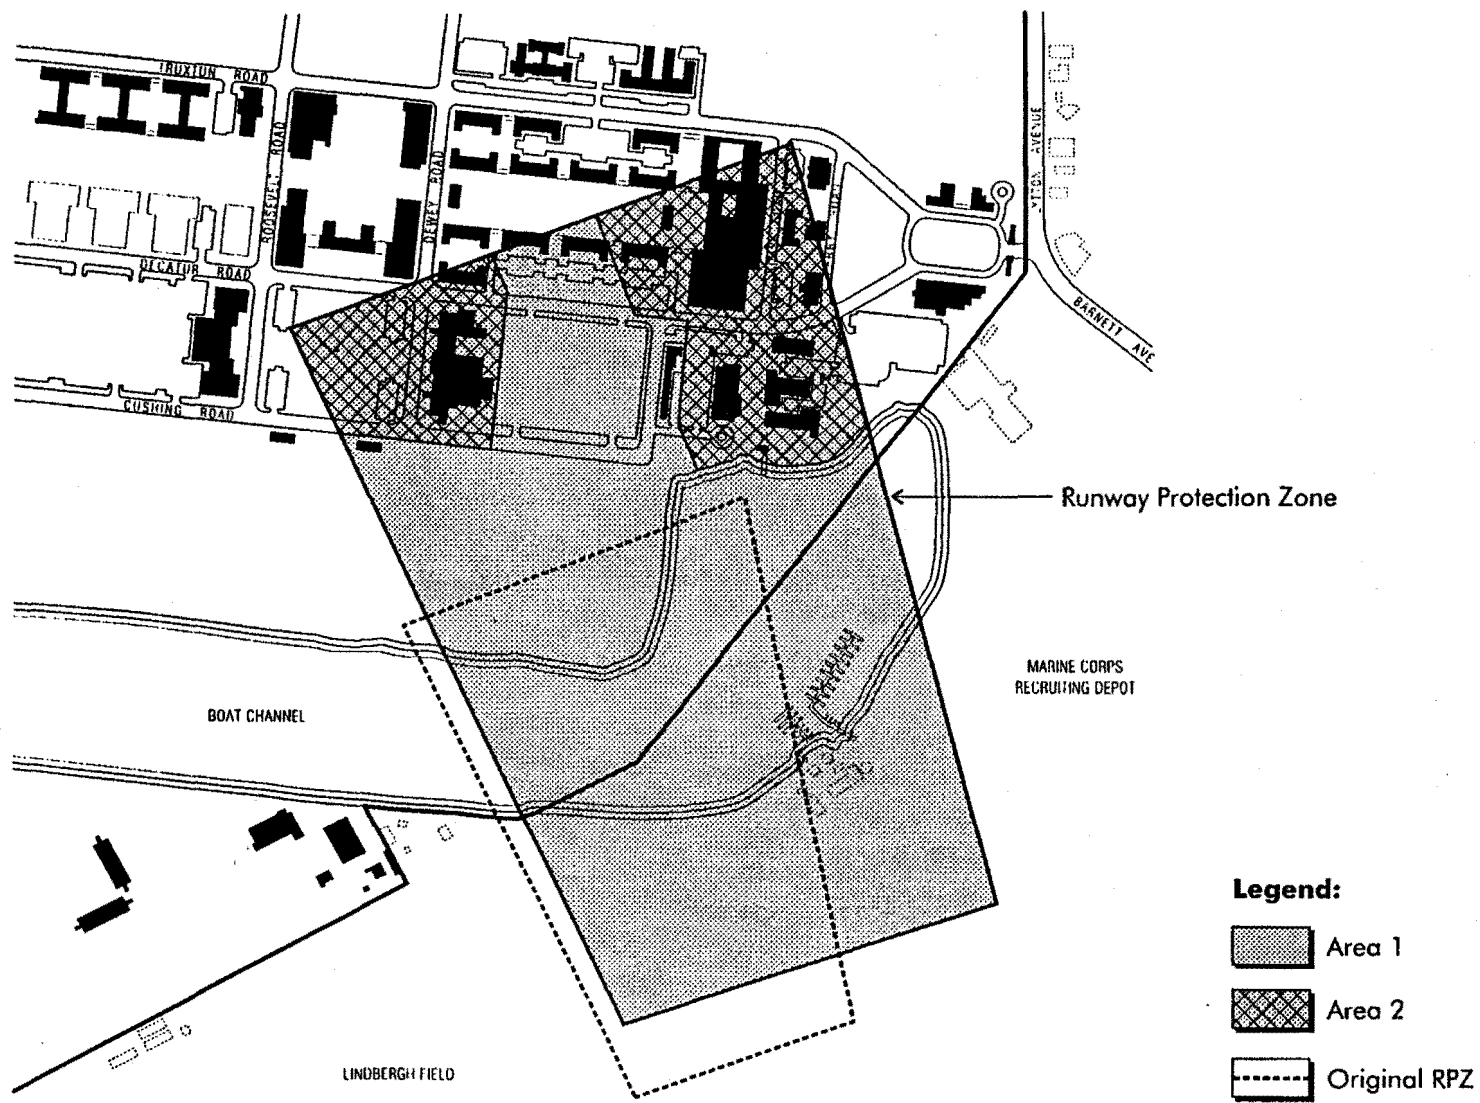 TRUXTUN ROAD
ROOSEVELT ROAD
DEWEY ROAD
DECATUR ROAD
CUSHING ROAD
AVENUE
BARNETT AVE
Runway Protection Zone
MARINE CORPS
RECRUITING DEPOT
BOAT CHANNEL
LINDBERGH FIELD
Legend:
Area 1
Area 2
Original RPZ